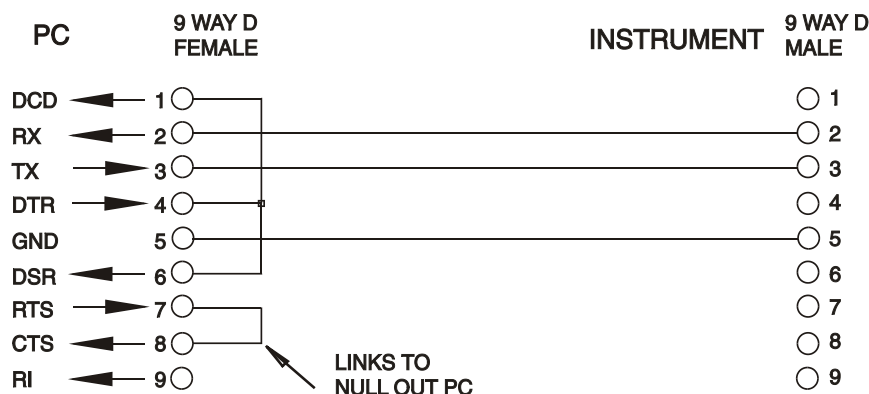 PC
9 WAY D
FEMALE
INSTRUMENT
9 WAY D
MALE
DCD 1 1
RX 2 2
TX 3 3
DTR 4 4
GND 5 5
DSR 6 6
RTS 7 7
CTS 8 8
RI 9 9
LINKS TO
NULL OUT PC